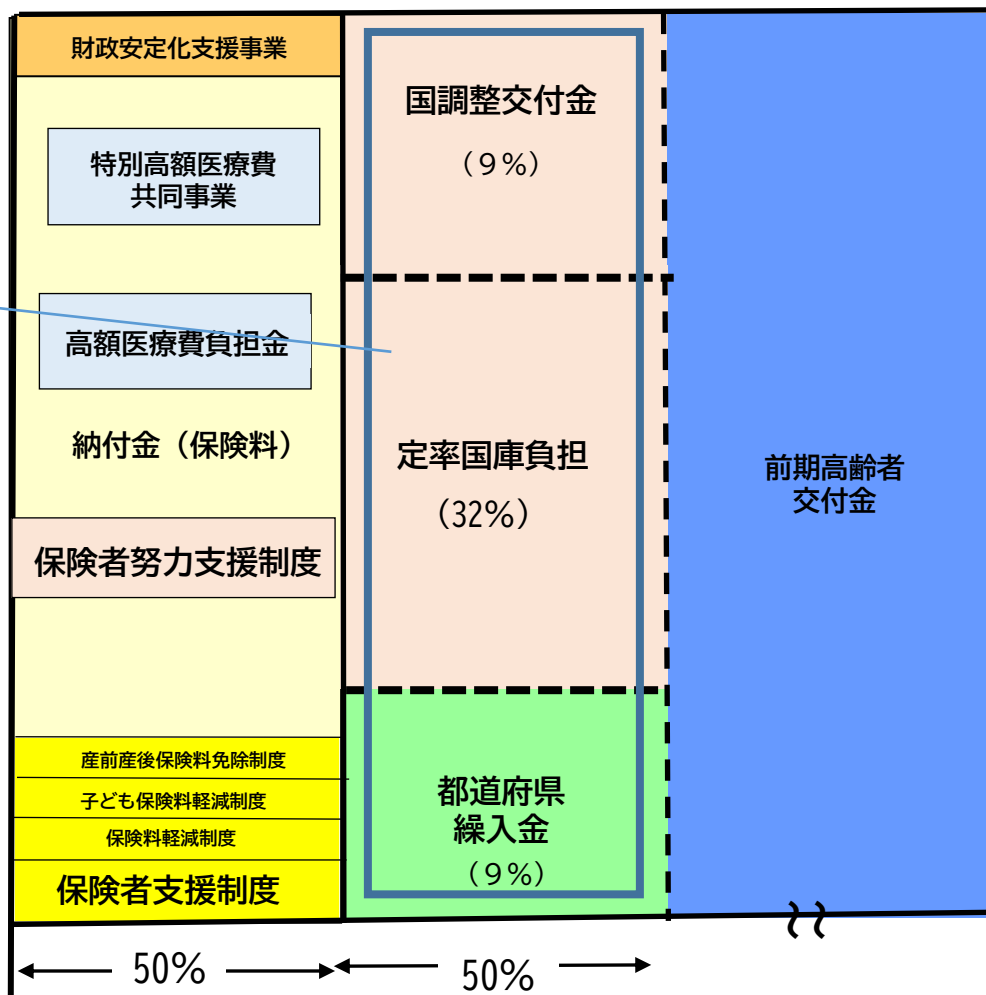 財政安定化支援事業
特別高額医療費
共同事業
高額医療費負担金
納付金（保険料）
保険者努力支援制度
産前産後保険料免除制度
子ども保険料軽減制度
保険料軽減制度
保険者支援制度
50%
国調整交付金
（９%）
定率国庫負担
(32%)
都道府県
繰入金
（９%）
50%
前期高齢者
交付金